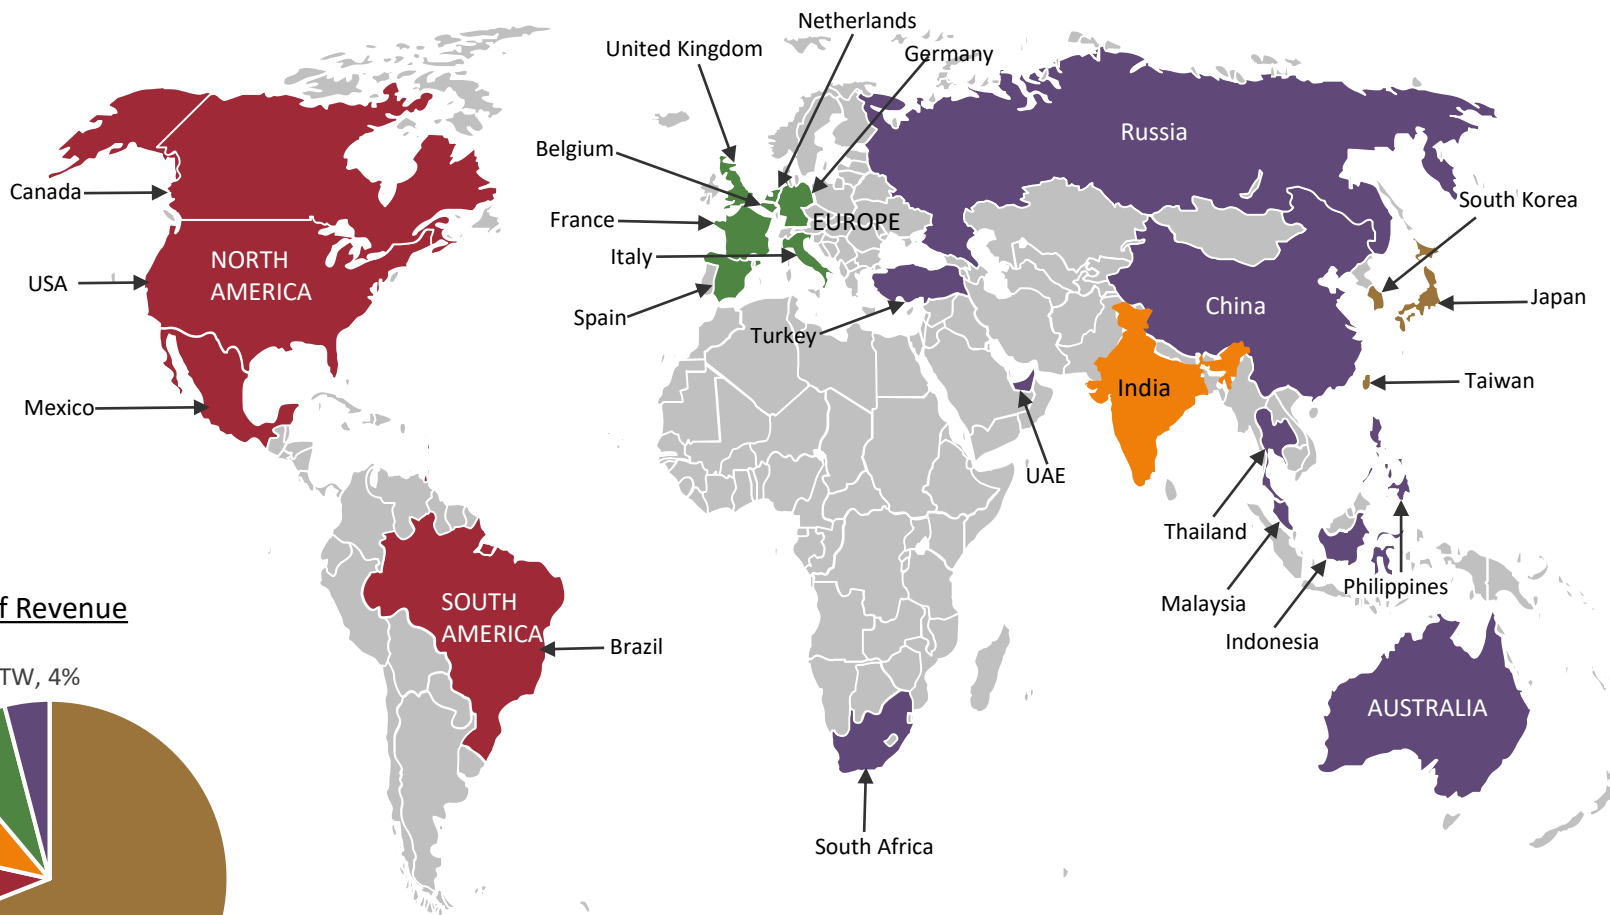 Netherlands
United Kingdom
Germany
Belgium
Russia
Canada
South Korea
France
EUROPE
Italy
NORTH
AMERICA
USA
China
Japan
Spain
Turkey
India
Taiwan
Mexico
UAE
Thailand
Philippines
Malaysia
SOUTH
AMERICA
Indonesia
Brazil
f Revenue
TW, 4%
AUSTRALIA
South Africa